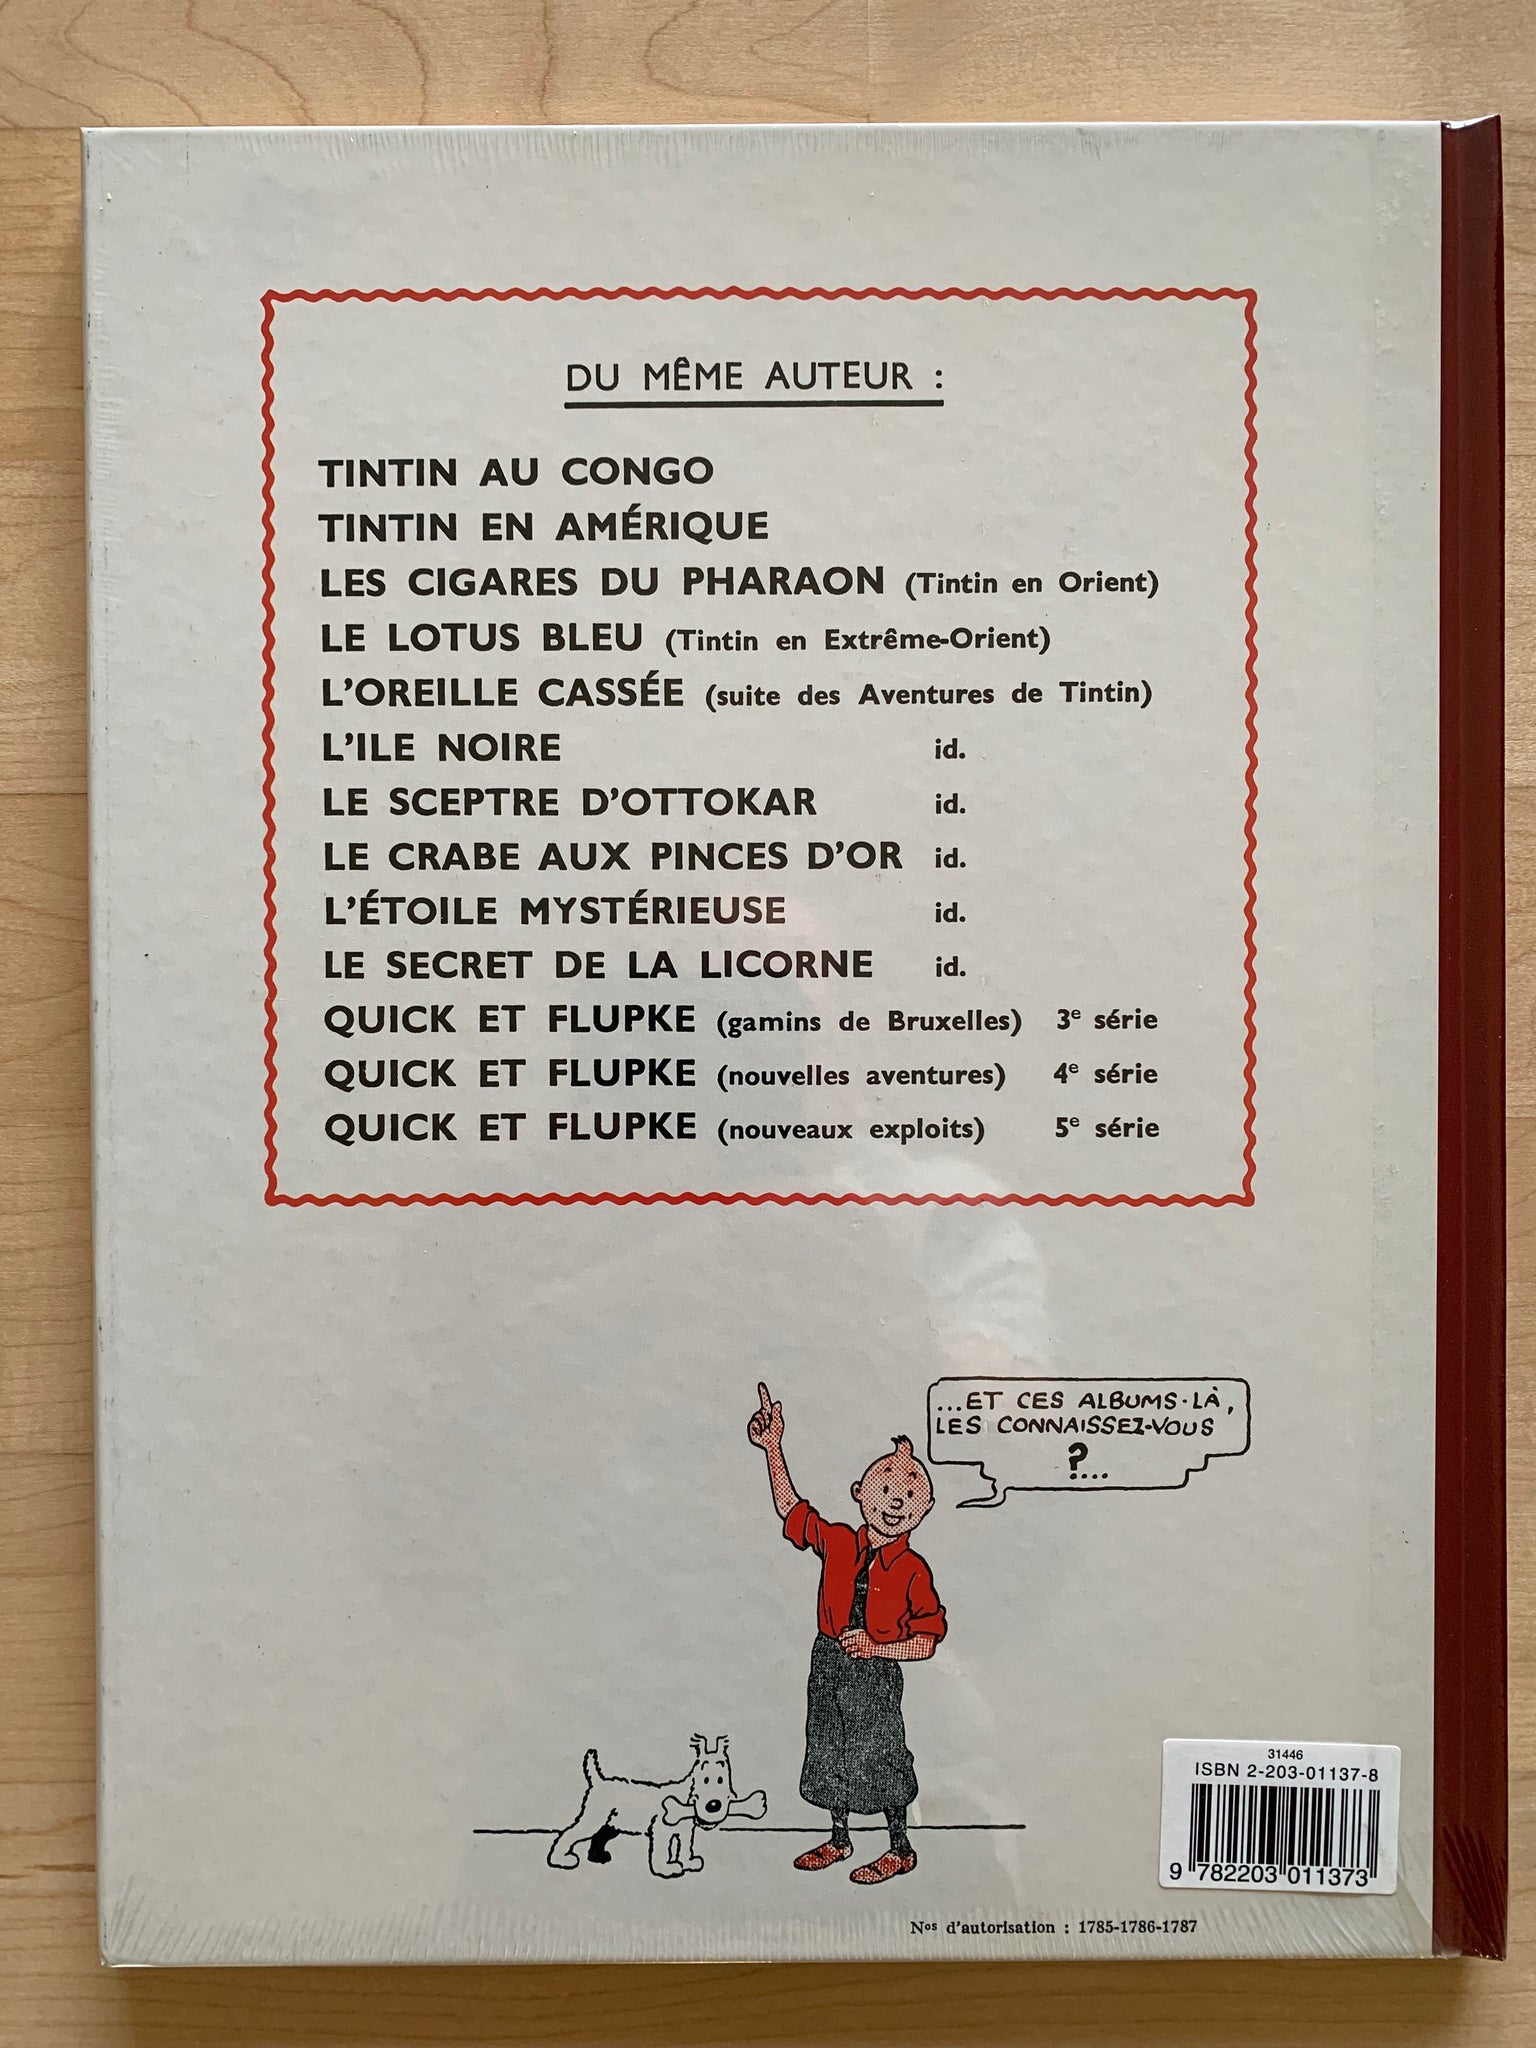 DU MÊME AUTEUR :
TINTIN AU CONGO
TINTIN EN AMÉRIQUE
LES CIGARES DU PHARAON (Tintin en Orient)
LE LOTUS BLEU (Tintin en Extrême-Orient)
L'OREILLE CASSÉE (suite des Aventures de Tintin)
L'ILE NOIRE id.
LE SCEPTRE D'OTTOKAR id.
LE CRABE AUX PINCES D'OR id.
L'ÉTOILE MYSTÉRIEUSE id.
LE SECRET DE LA LICORNE id.
QUICK ET FLUPKE (gamins de Bruxelles) 3e série
QUICK ET FLUPKE (nouvelles aventures) 4e série
QUICK ET FLUPKE (nouveaux exploits) 5e série
...ET CES ALBUMS-LÀ,
LES CONNAISSEZ-VOUS
?...
31446
ISBN 2-203-01137-8
9 782203 011373
Nos d'autorisation : 1785-1786-1787